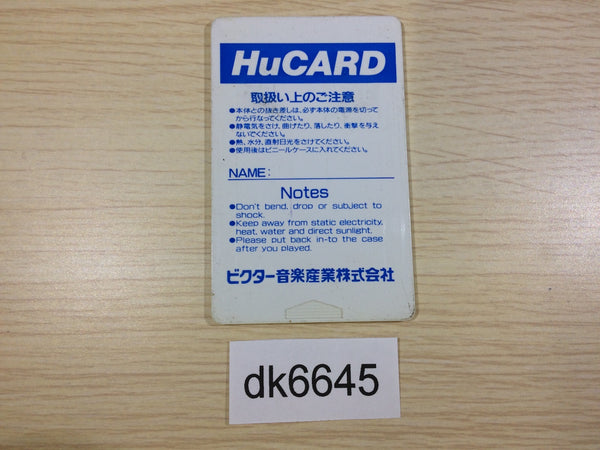 HuCARD
取扱い上のご注意
●本体との抜き差しは、必ず本体の電源を切って
から行なってください。
●静電気をさけ、曲げたり、落したり、衝撃を与え
ないでください。
●熱、水分、直射日光をさけてください。
●使用後はビニールケースに入れてください。
NAME:
Notes
●Don't bend, drop or subject to
shock.
●Keep away from static electricity,
heat, water and direct sunlight.
●Please put back in-to the case
after you played.
ビクター音楽産業株式会社
dk6645